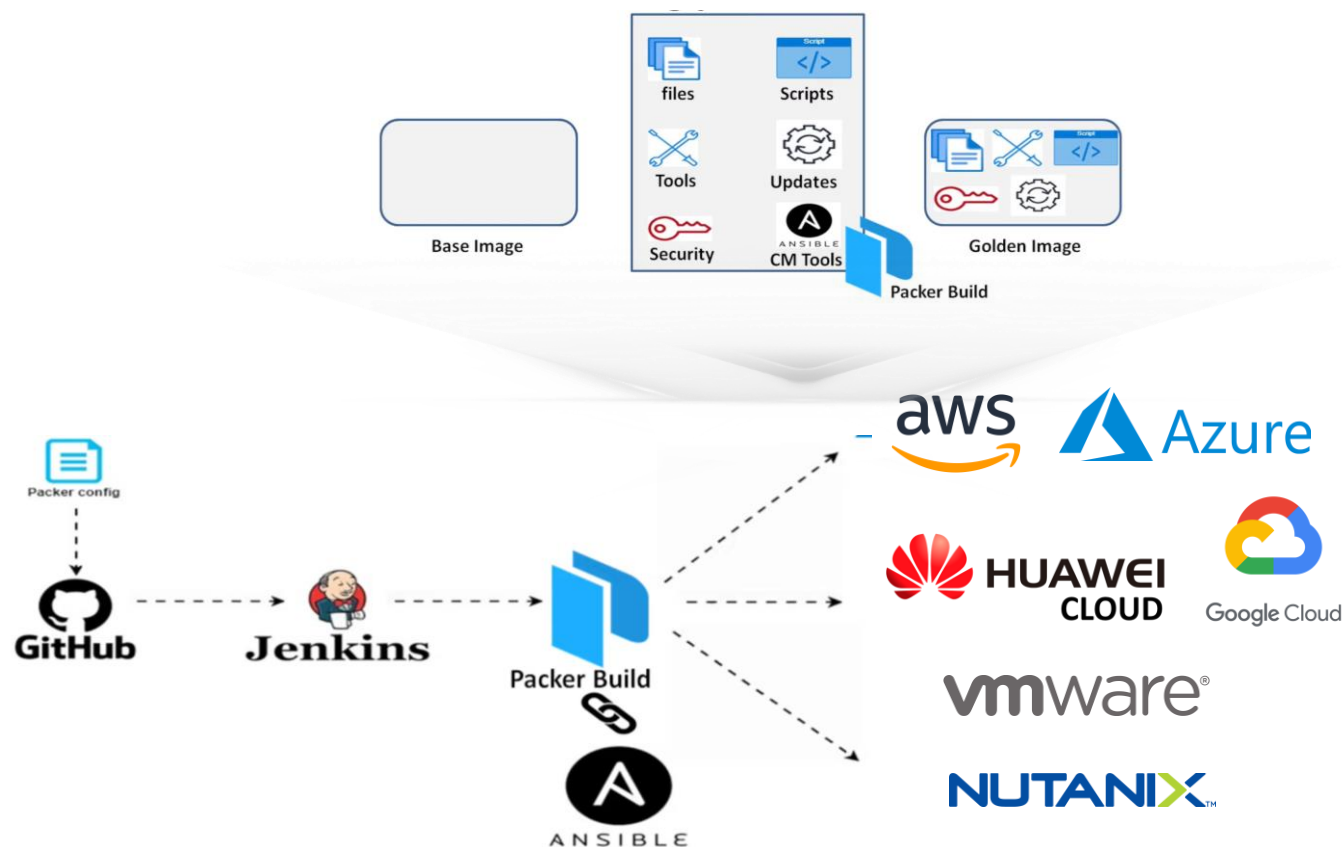 Script
</>
files
Scripts
Tools
Updates
ANSIBLE
Security
CM Tools
Base Image
Script
</>
Golden Image
Packer Build
Packer config
GitHub
Jenkins
Packer Build
ANSIBLE
aws
Azure
HUAWEI
CLOUD
Google Cloud
vmware®
NUTANIX™